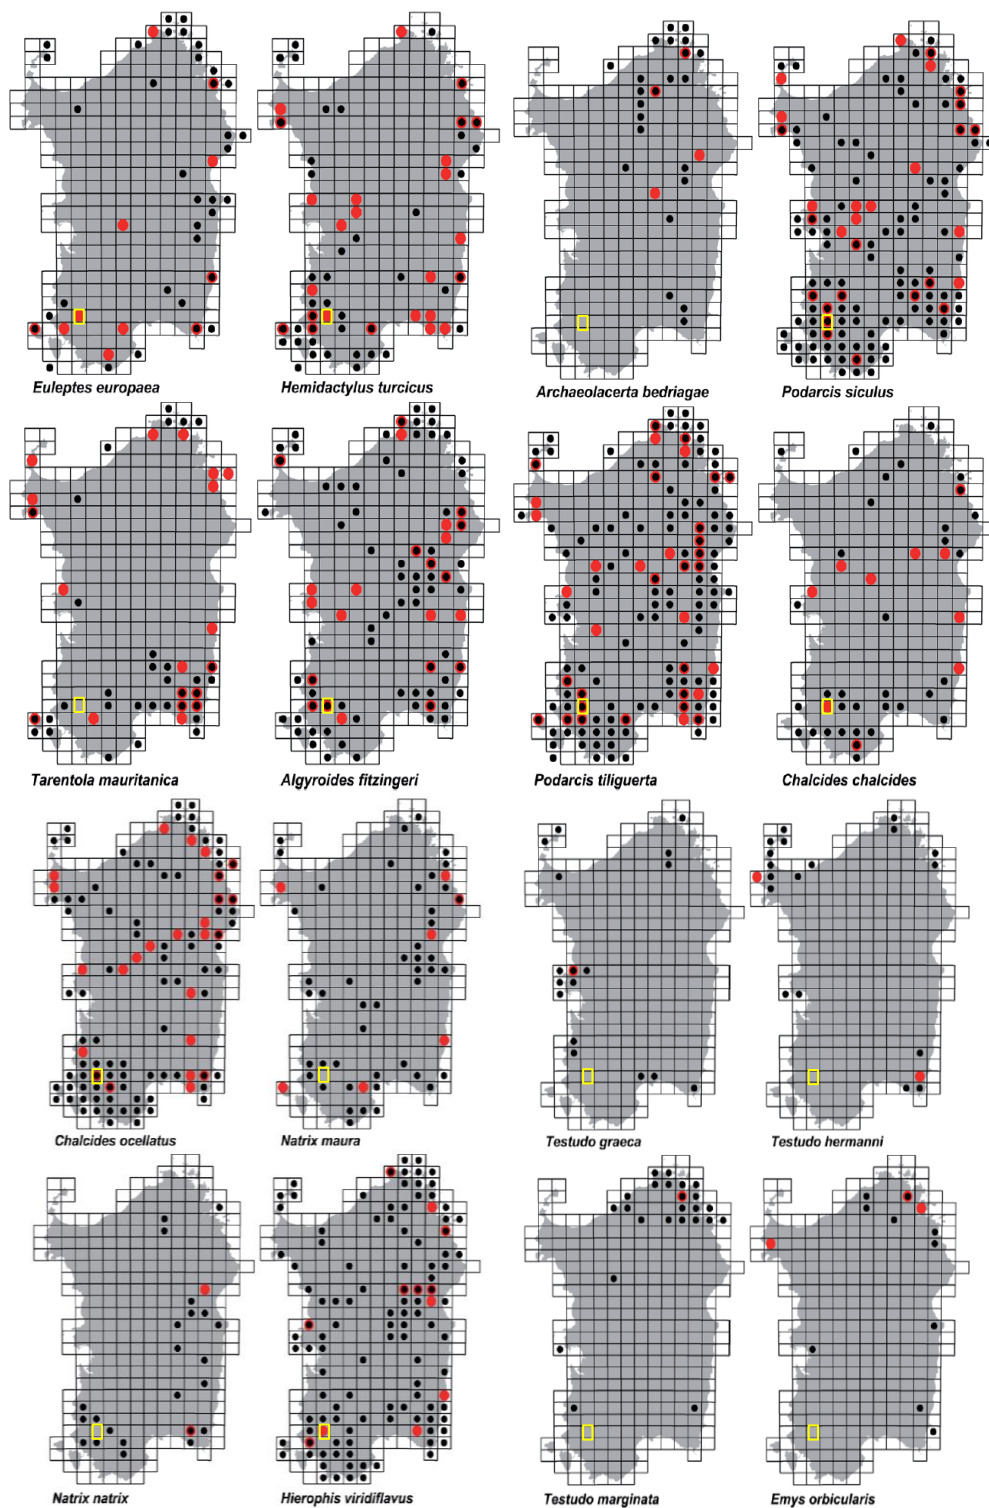 Euleptes europaea
Hemidactylus turcicus
Archaeolacerta bedriagae
Podarcis siculus
Tarentola mauritanica
Algyroides fitzingeri
Podarcis tiliguerta
Chalcides chalcides
Chalcides ocellatus
Natrix maura
Testudo graeca
Testudo hermanni
Natrix natrix
Hierophis viridiflavus
Testudo marginata
Emys orbicularis